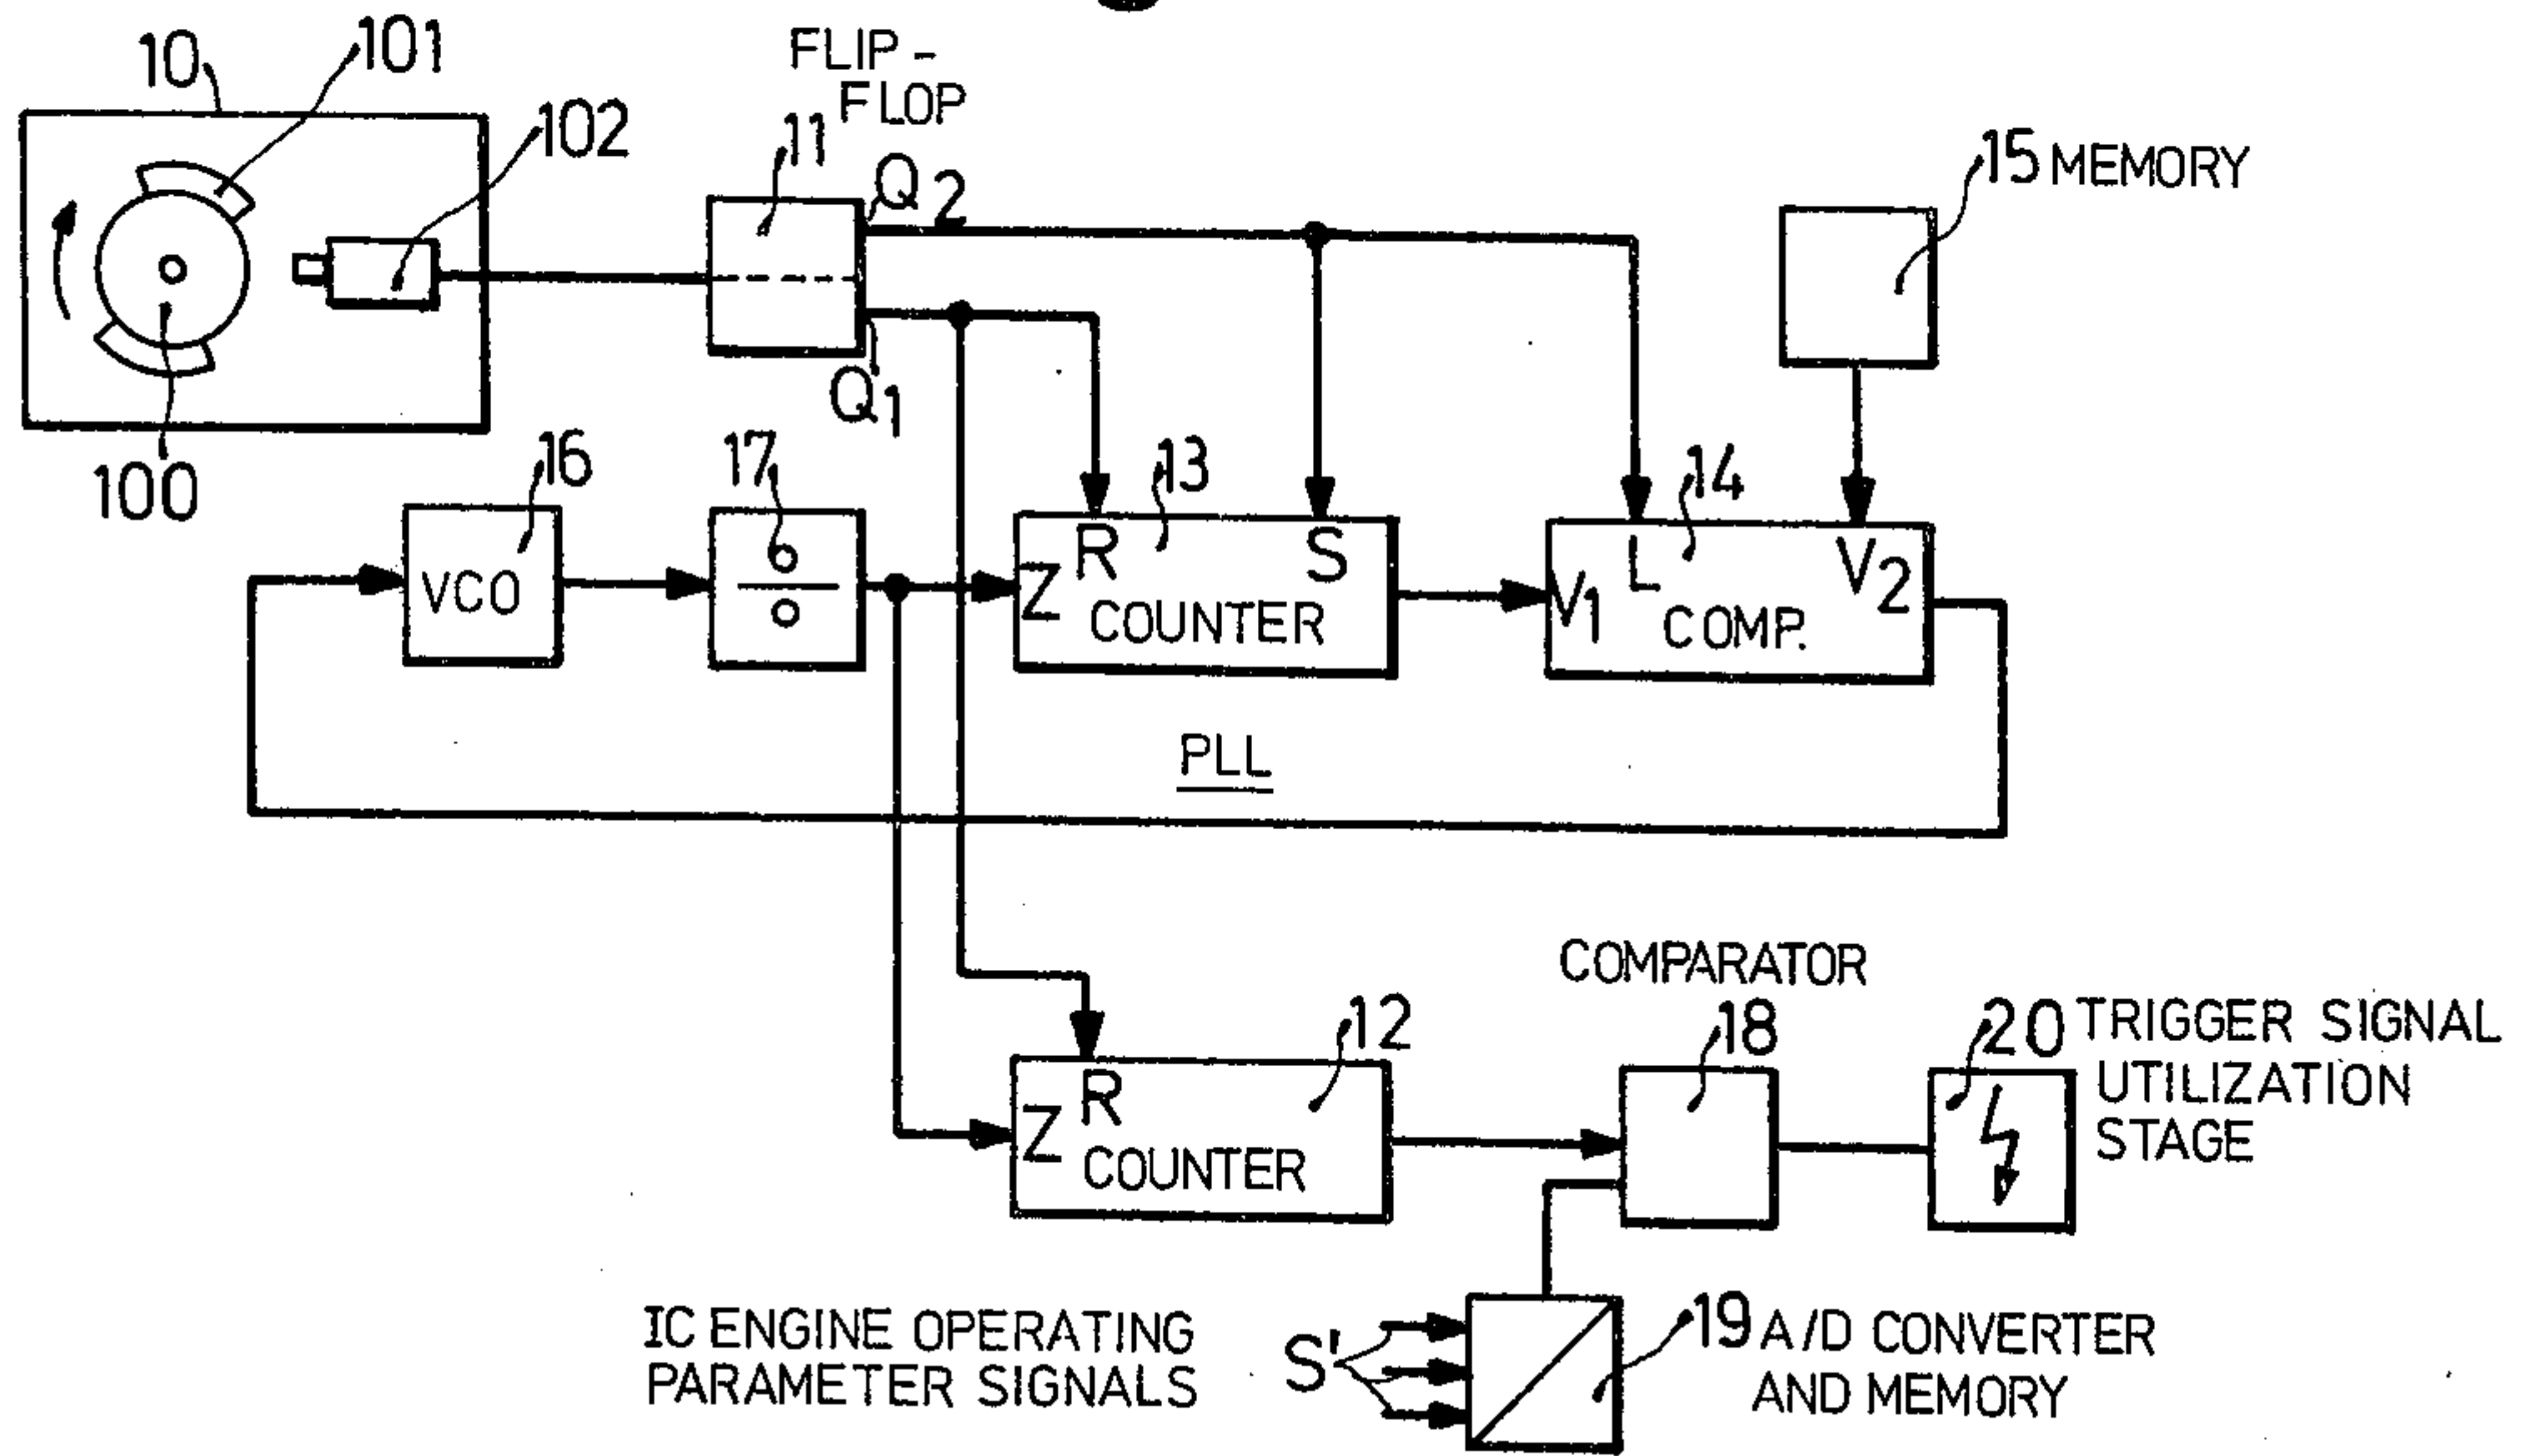 10
101
102
100
FLIP-
FLOP
11
Q2
Q1
15 MEMORY
16
VCO
17
13
R
S
Z
COUNTER
14
L
V2
V1
COMP.
PLL
12
R
Z
COUNTER
COMPARATOR
18
20 TRIGGER SIGNAL
UTILIZATION
STAGE
IC ENGINE OPERATING
PARAMETER SIGNALS
S'
19 A/D CONVERTER
AND MEMORY